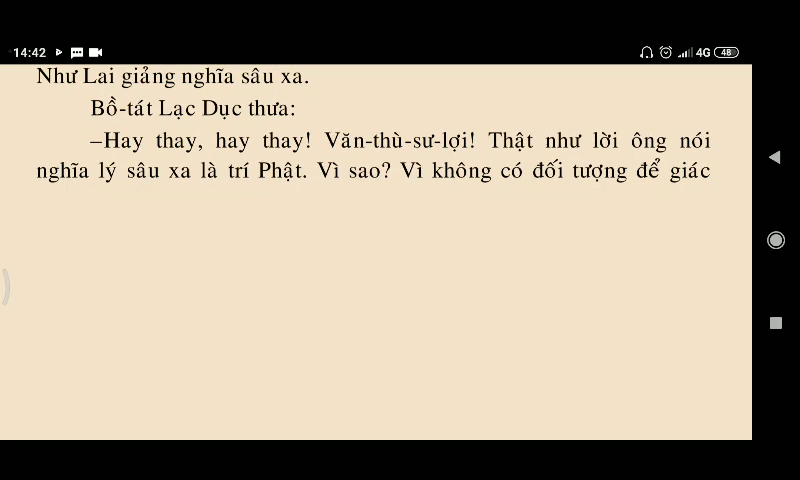 14:42
4G 48
Như Lai giảng nghĩa sâu xa.
Bồ-tát Lạc Dục thưa:
–Hay thay, hay thay! Văn-thù-sư-lợi! Thật như lời ông nói
nghĩa lý sâu xa là trí Phật. Vì sao? Vì không có đối tượng để giác